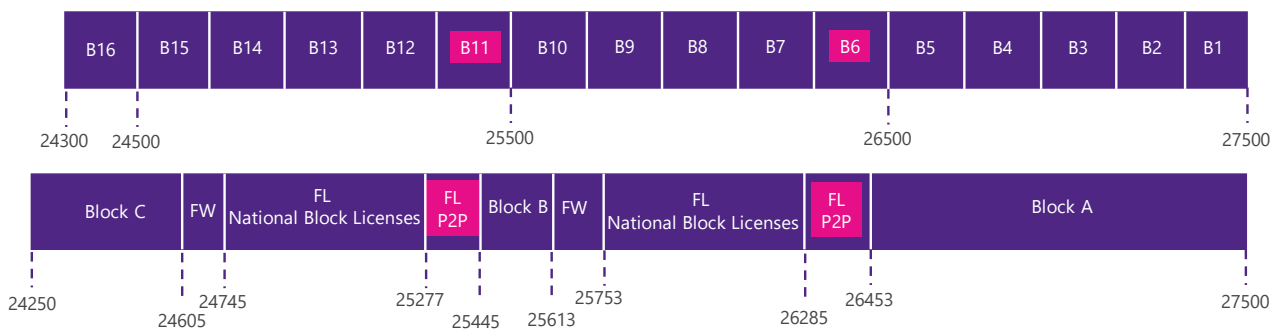 B16 B15 B14 B13 B12 B11 B10 B9 B8 B7 B6 B5 B4 B3 B2 B1
24300 24500 25500 26500 27500
Block C FW FL National Block Licenses FL P2P Block B FW FL National Block Licenses FL P2P Block A
24250 24605 24745 25277 25445 25613 25753 26285 26453 27500